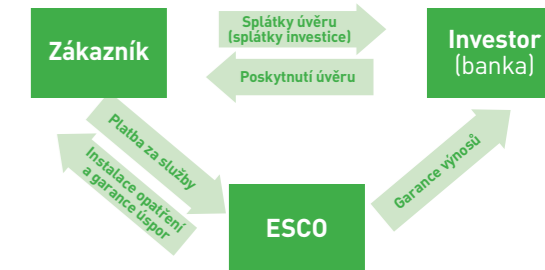 Zákazník
Splátky úvěru
(splátky investice)
Investor
(banka)
Poskytnutí úvěru
Platba za služby
Instalace opatření
a garance úspor
Garance výnosů
ESCO